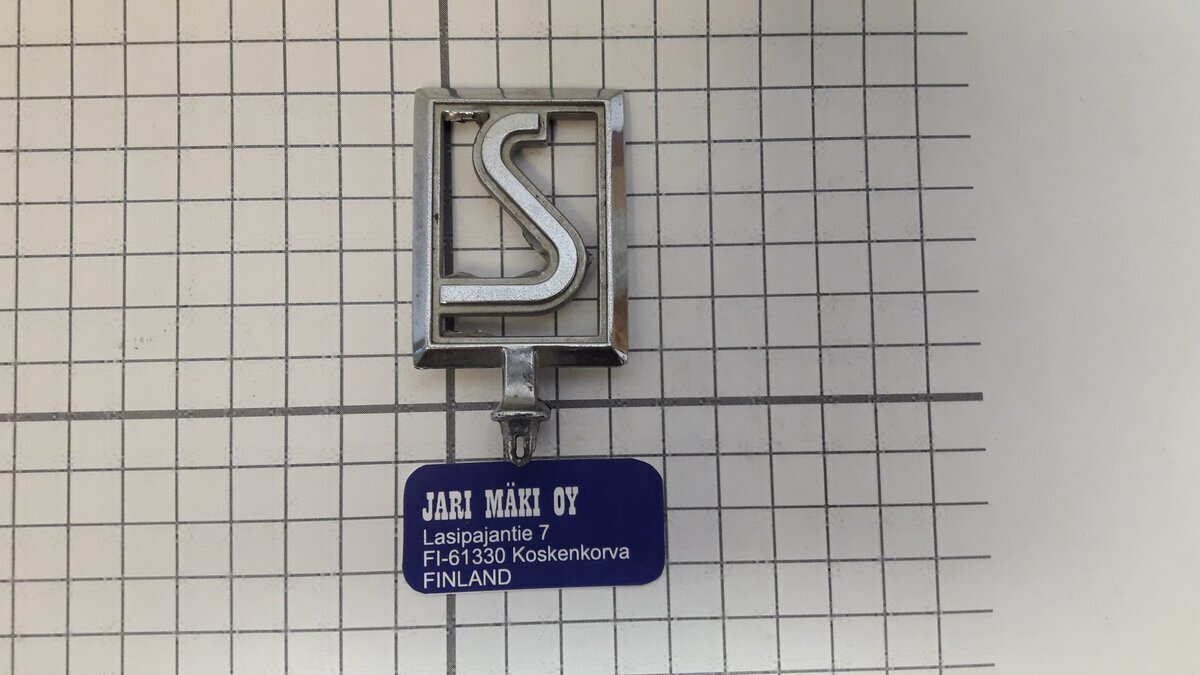 S
JARI MÄKI OY
Lasipajantie 7
FI-61330 Koskenkorva
FINLAND